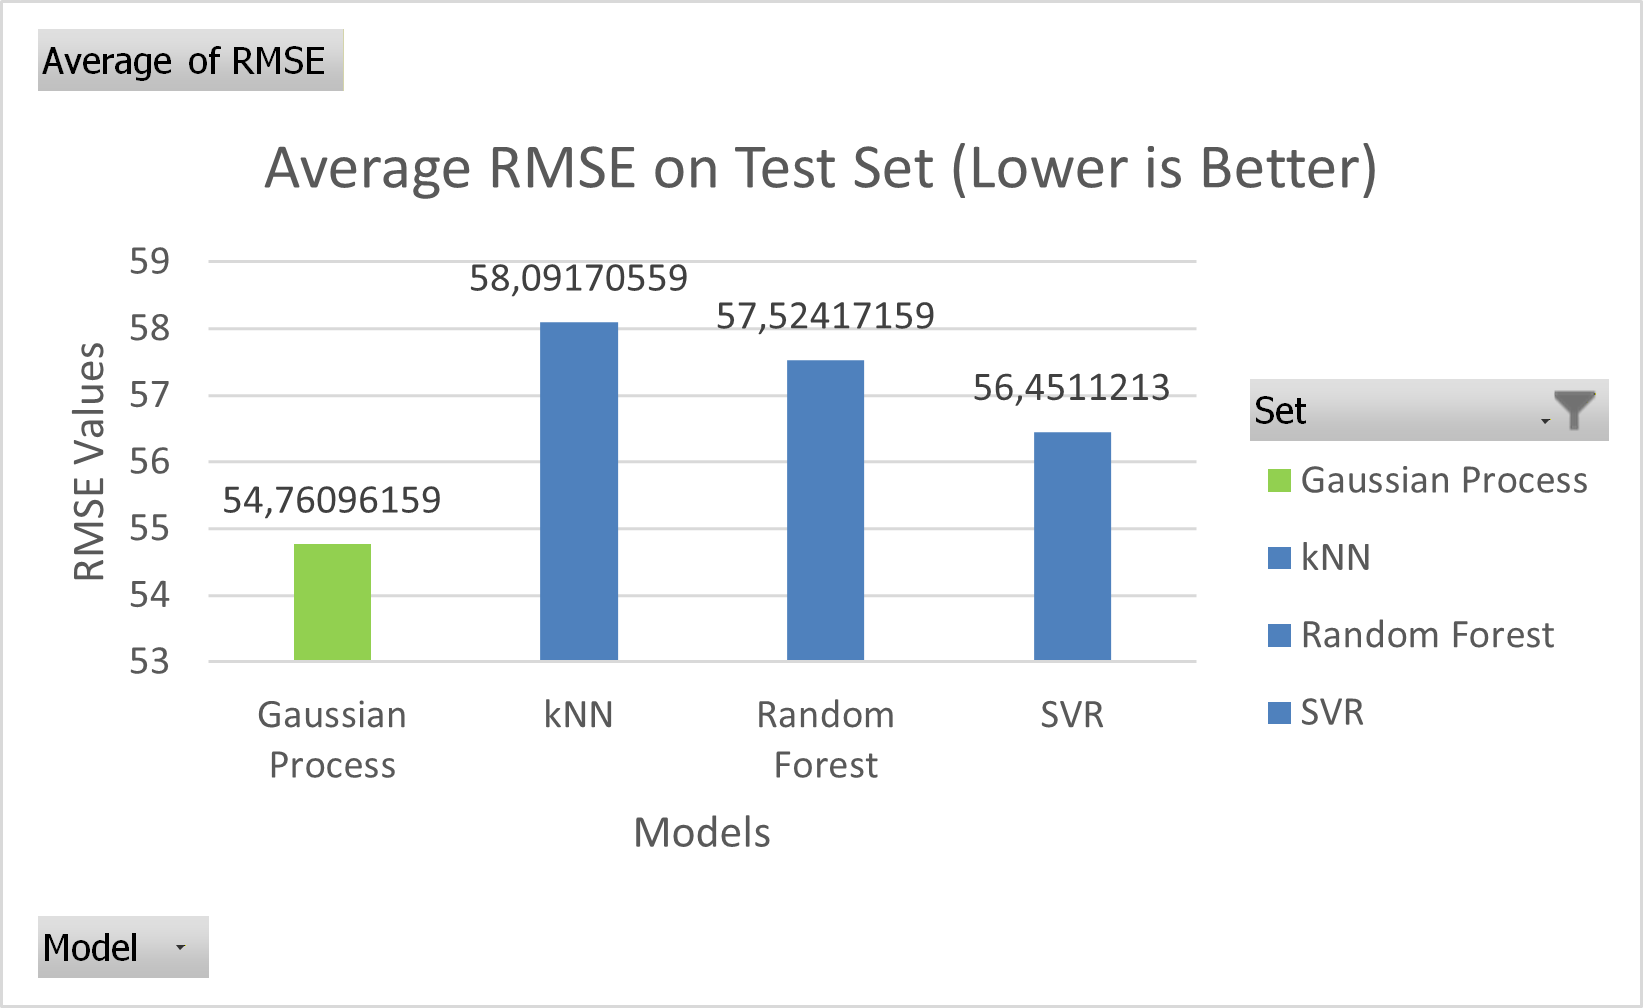 Average of RMSE
Average RMSE on Test Set (Lower is Better)
RMSE Values
59
58
57
56
55
54
53
54,76096159
58,09170559
57,52417159
56,4511213
Gaussian
Process
kNN
Random
Forest
SVR
Models
Set
Gaussian Process
kNN
Random Forest
SVR
Model